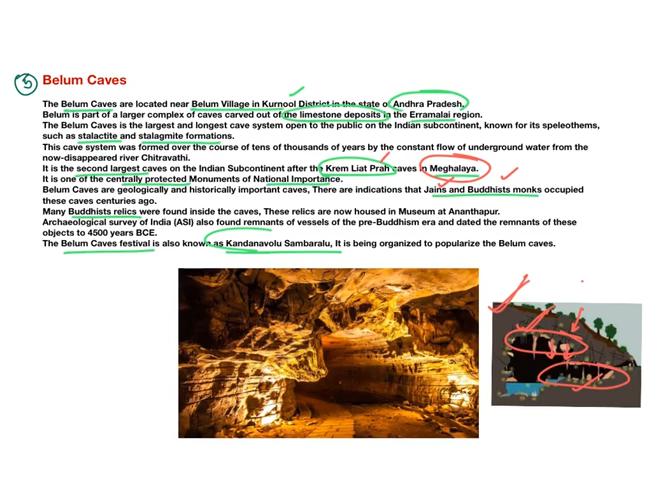 5 Belum Caves
The Belum Caves are located near Belum Village in Kurnool District in the state of Andhra Pradesh.
Belum is part of a larger complex of caves carved out of the limestone deposits in the Erramalai region.
The Belum Caves is the largest and longest cave system open to the public on the Indian subcontinent, known for its speleothems,
such as stalactite and stalagmite formations.
This cave system was formed over the course of tens of thousands of years by the constant flow of underground water from the
now-disappeared river Chitravathi.
It is the second largest caves on the Indian Subcontinent after the Krem Liat Prah caves in Meghalaya.
It is one of the centrally protected Monuments of National Importance.
Belum Caves are geologically and historically important caves, There are indications that Jains and Buddhists monks occupied
these caves centuries ago.
Many Buddhists relics were found inside the caves, These relics are now housed in Museum at Ananthapur.
Archaeological survey of India (ASI) also found remnants of vessels of the pre-Buddhism era and dated the remnants of these
objects to 4500 years BCE.
The Belum Caves festival is also known as Kandanavolu Sambaralu, It is being organized to popularize the Belum caves.